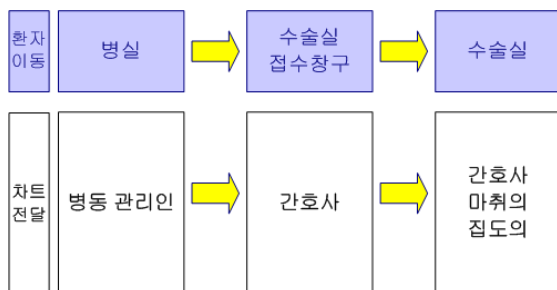 환자
이동
병실
수술실
접수창구
수술실
차트
전달
병동 관리인
간호사
간호사
마취의
집도의